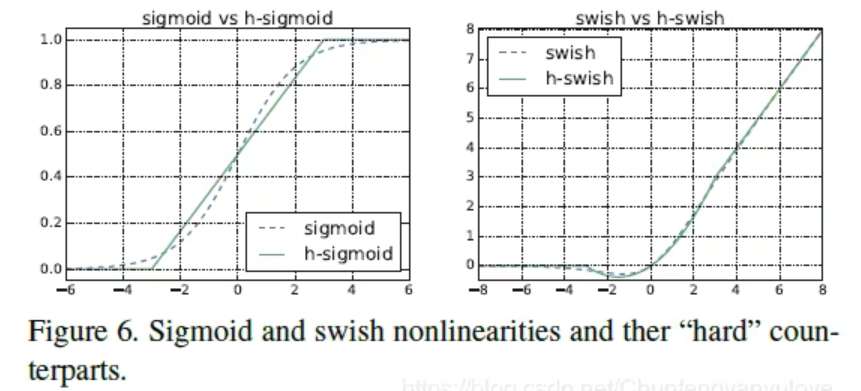 sigmoid vs h-sigmoid
1.0
0.8
0.6
0.4
0.2
0.0
sigmoid
h-sigmoid
−6 −4 −2 0 2 4 6
swish vs h-swish
8
7
6
5
4
3
2
1
0
swish
h-swish
−8 −6 −4 −2 0 2 4 6 8
Figure 6. Sigmoid and swish nonlinearities and ther “hard” coun-
terparts.
https://blog.csdn.net/Chunfengyanyulove